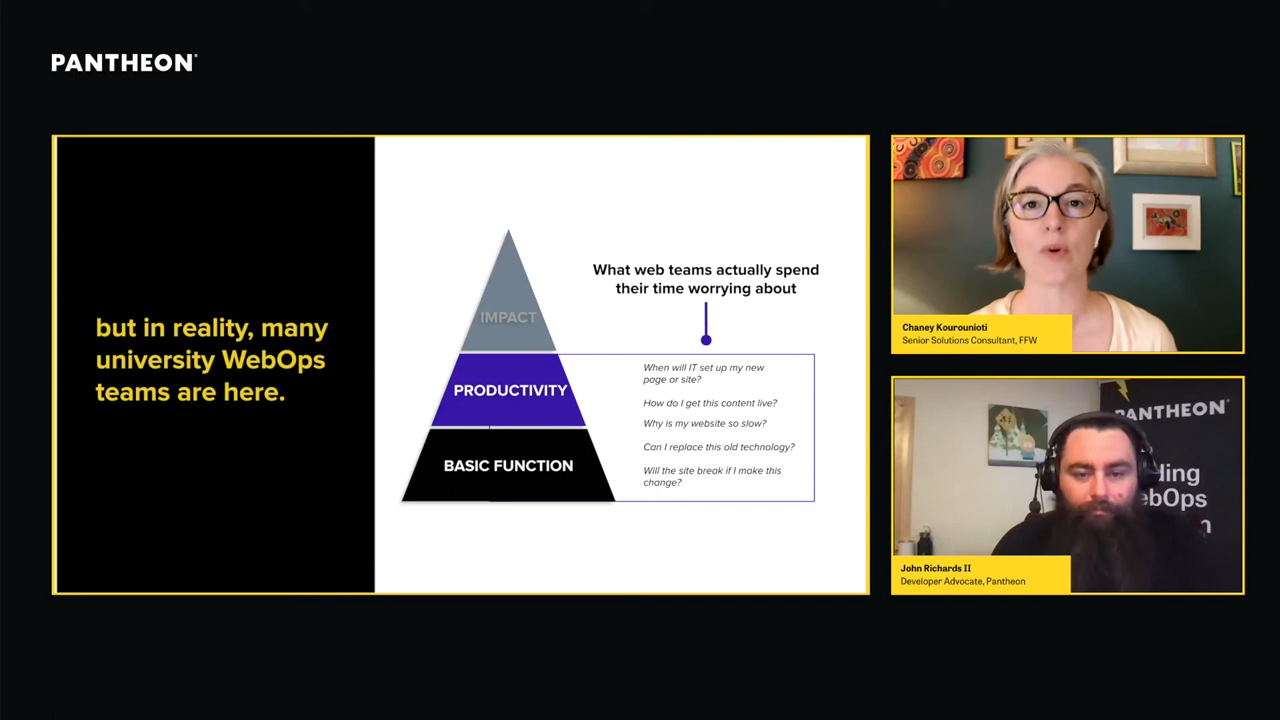 PANTHEON
but in reality, many
university WebOps
teams are here.
IMPACT
PRODUCTIVITY
BASIC FUNCTION
What web teams actually spend
their time worrying about
When will IT set up my new
page or site?
How do I get this content live?
Why is my website so slow?
Can I replace this old technology?
Will the site break if I make this
change?
Chaney Kourounioti
Senior Solutions Consultant, FFW
PANTHEON
John Richards II
Developer Advocate, Pantheon